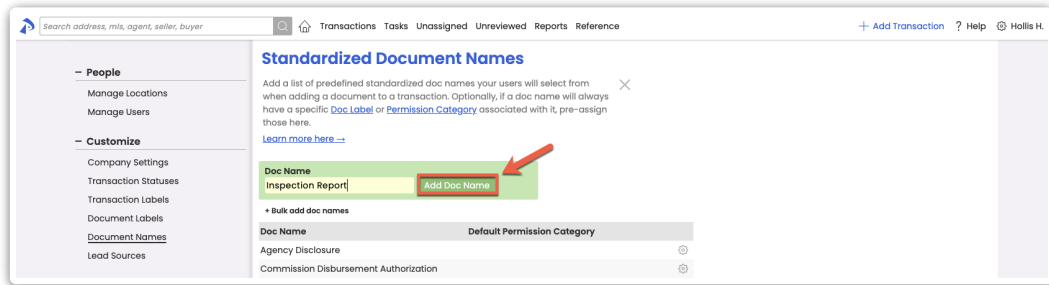 Search address, mls, agent, seller, buyer
Transactions Tasks Unassigned Unreviewed Reports Reference
+ Add Transaction ? Help Hollis H.
– People
Manage Locations
Manage Users
– Customize
Company Settings
Transaction Statuses
Transaction Labels
Document Labels
Document Names
Lead Sources
Standardized Document Names
Add a list of predefined standardized doc names your users will select from
when adding a document to a transaction. Optionally, if a doc name will always
have a specific Doc Label or Permission Category associated with it, pre-assign
those here.
Learn more here →
Doc Name
Inspection Report
Add Doc Name
+ Bulk add doc names
Doc Name Default Permission Category
Agency Disclosure
Commission Disbursement Authorization